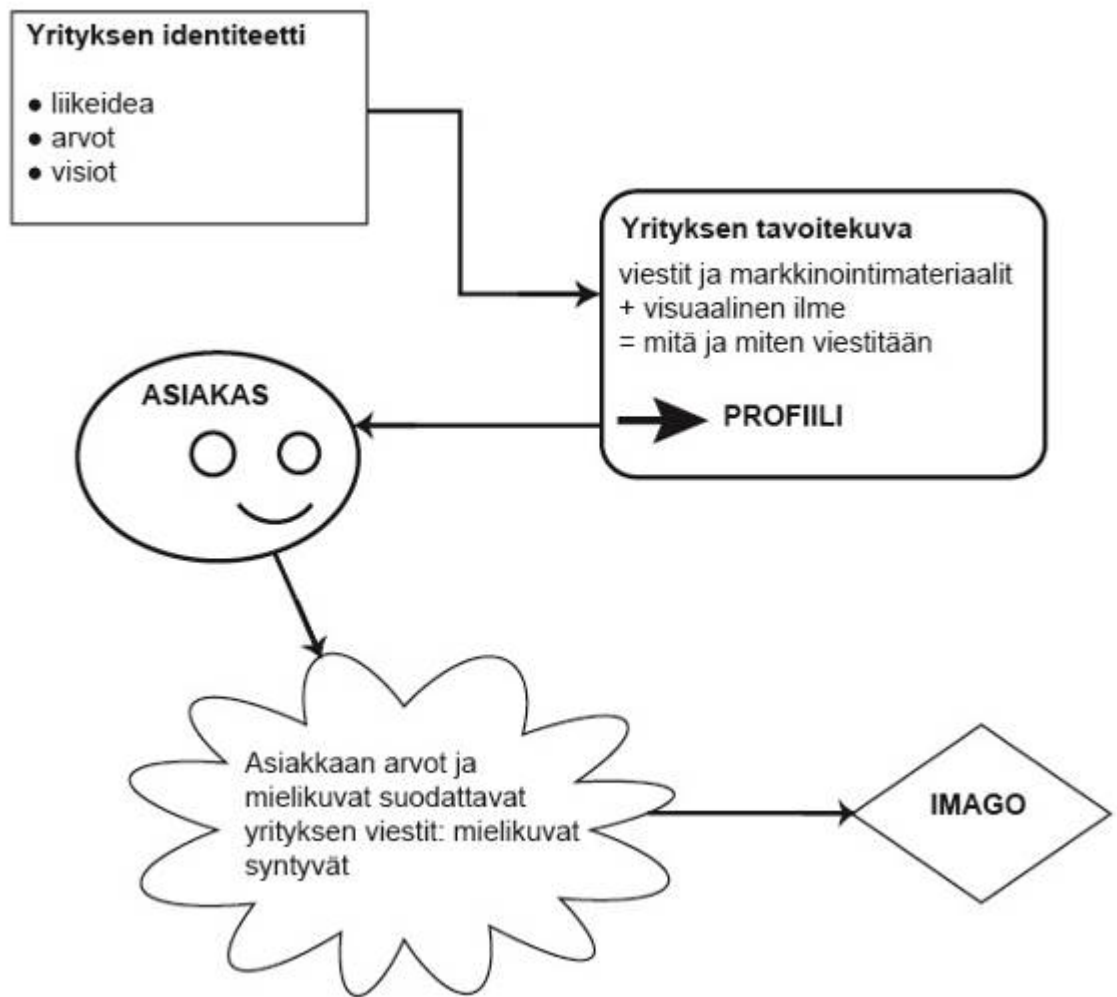 Yrityksen identiteetti
● liikeidea
● arvot
● visiot
Yrityksen tavoitekuva
viestit ja markkinointimateriaalit
+ visuaalinen ilme
= mitä ja miten viestitään
PROFIILI
ASIAKAS
Asiakkaan arvot ja
mielikuvat suodattavat
yrityksen viestit: mielikuvat
syntyvät
IMAGO